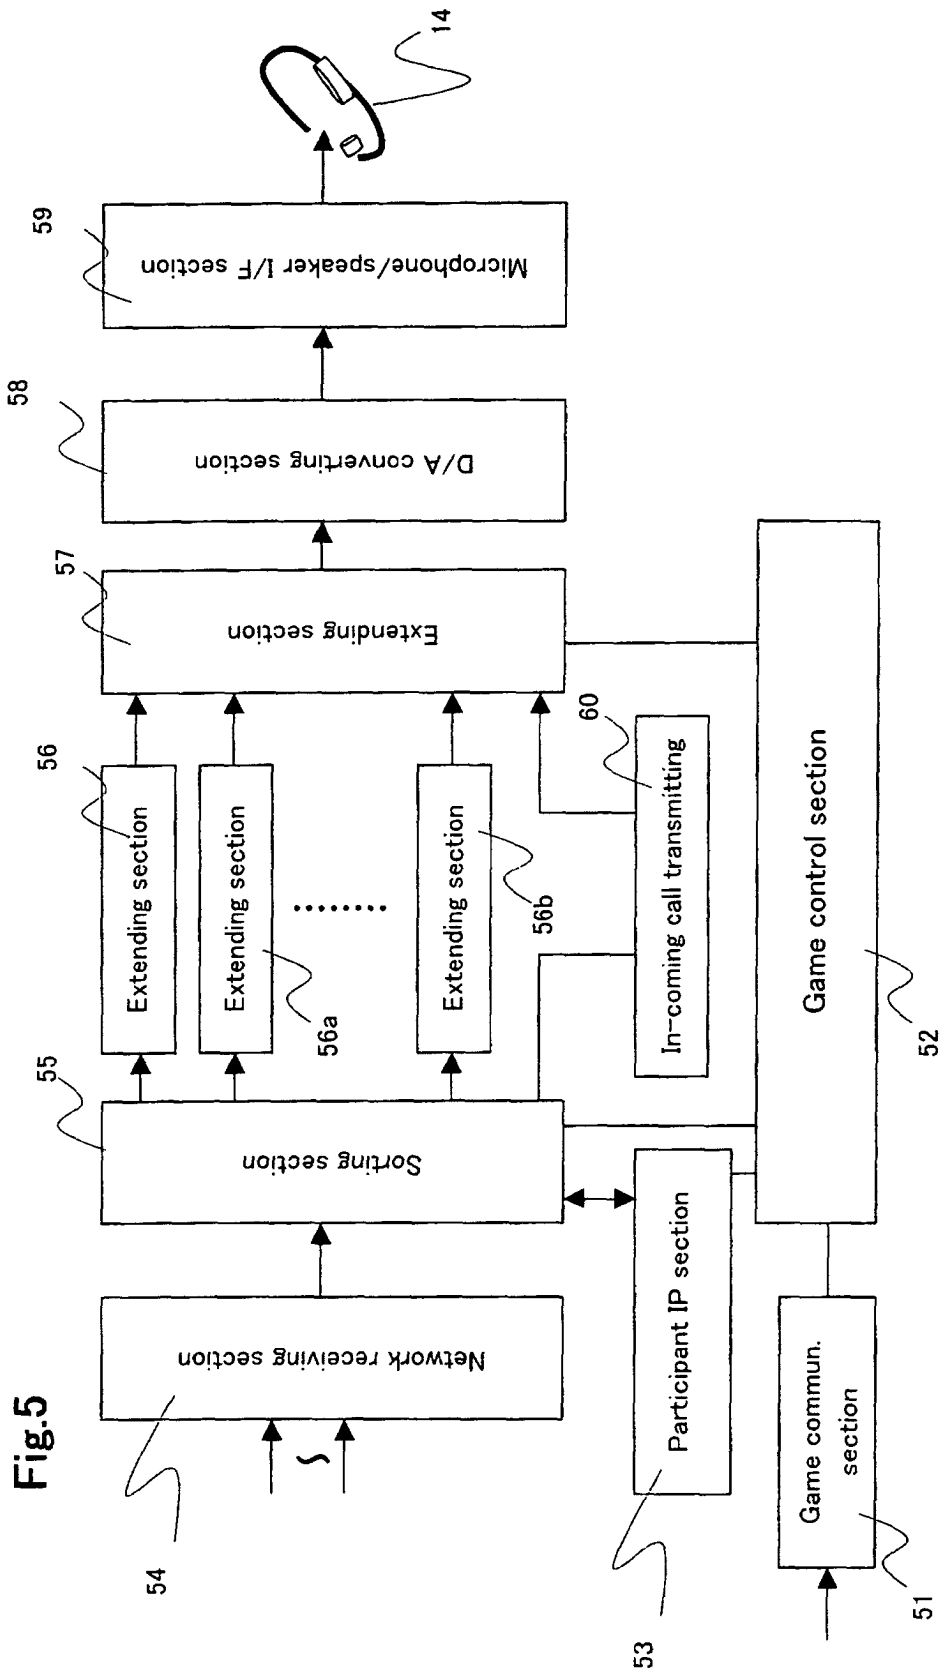 Fig.5
54
Network receiving section
55
Sorting section
56
Extending section
Extending section
56a
Extending section
56b
57
Extending section
58
D/A converting section
59
Microphone/speaker I/F section
14
60
In-coming call transmitting
53
Participant IP section
51
Game commun.
section
52
Game control section